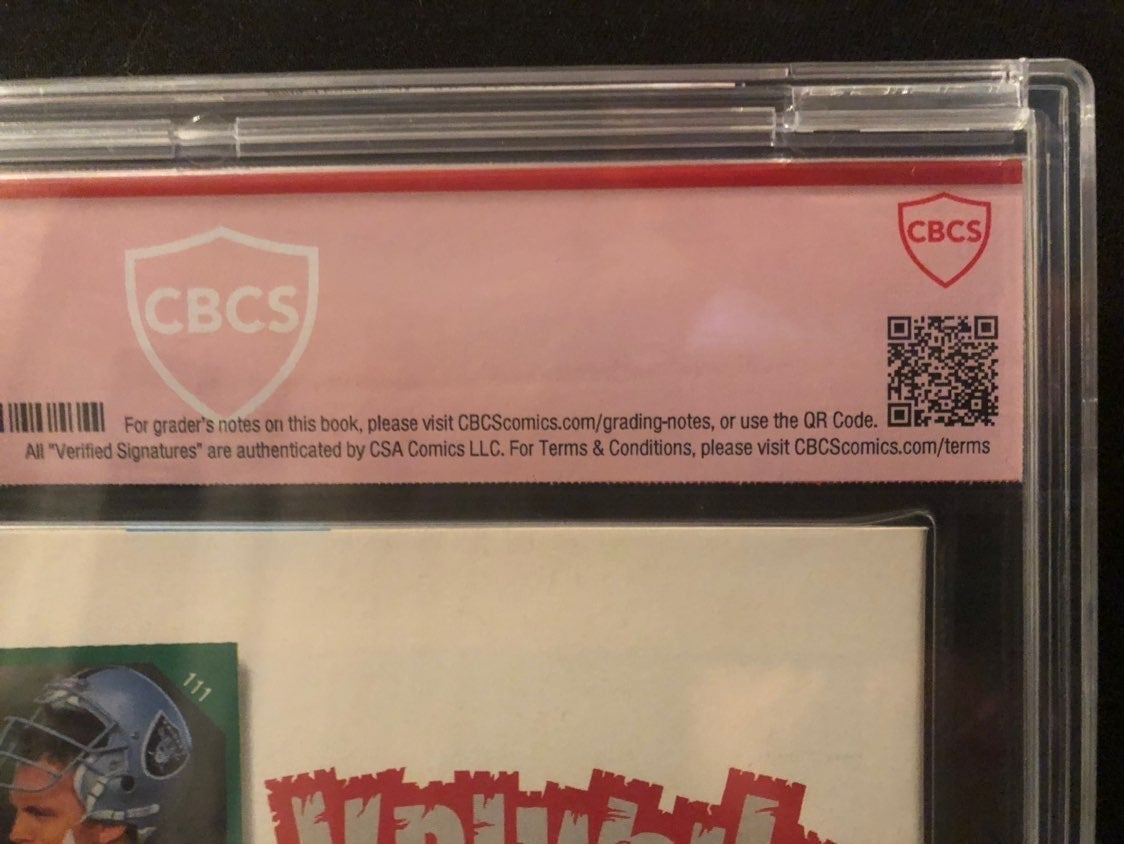 CBCS
CBCS
For grader's notes on this book, please visit CBCScomics.com/grading-notes, or use the QR Code.
All "Verified Signatures" are authenticated by CSA Comics LLC. For Terms & Conditions, please visit CBCScomics.com/terms
111